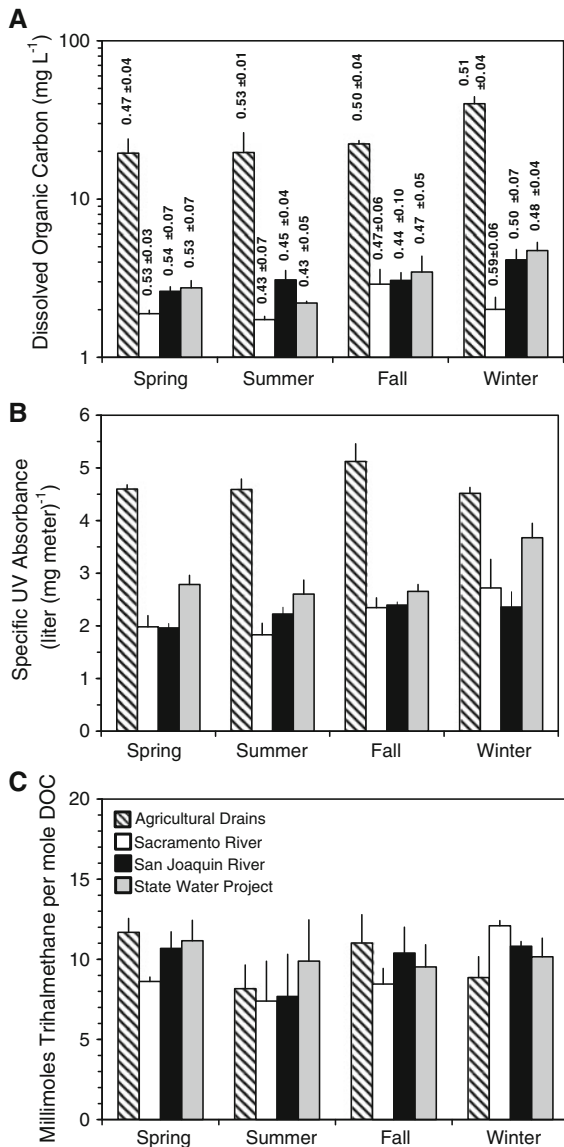 A
Dissolved Organic Carbon (mg L-1)
100
10
1
0.47 ±0.04
0.53 ±0.03
0.54 ±0.07
0.53 ±0.07
0.53 ±0.01
0.43 ±0.07
0.45 ±0.04
0.43 ±0.05
0.50 ±0.04
0.47±0.06
0.44 ±0.10
0.47 ±0.05
0.51 ±0.04
0.59±0.06
0.50 ±0.07
0.48 ±0.04
Spring Summer Fall Winter
B
Specific UV Absorbance
(liter (mg meter)-1
6
5
4
3
2
1
0
Spring Summer Fall Winter
C
Millimoles Trihalmethane per mole DOC
20
15
10
5
0
Agricultural Drains
Sacramento River
San Joaquin River
State Water Project
Spring Summer Fall Winter